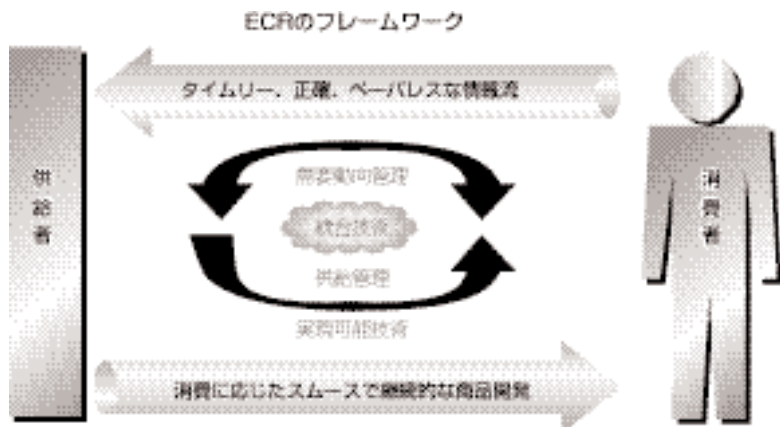 ECRのフレームワーク
タイムリー、正確、ペーパレスな情報流
供給者
需要動向管理
統合技術
供給管理
実現可能技術
消費者
消費に応じたスムースで継続的な商品開発